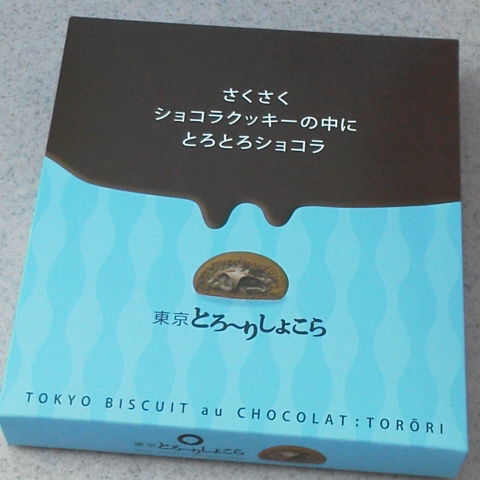 さくさく
ショコラクッキーの中に
とろとろショコラ
東京とろ〜りしょこら
TOKYO BISCUIT au CHOCOLAT : TORŌRI
東京とろ〜りしょこら